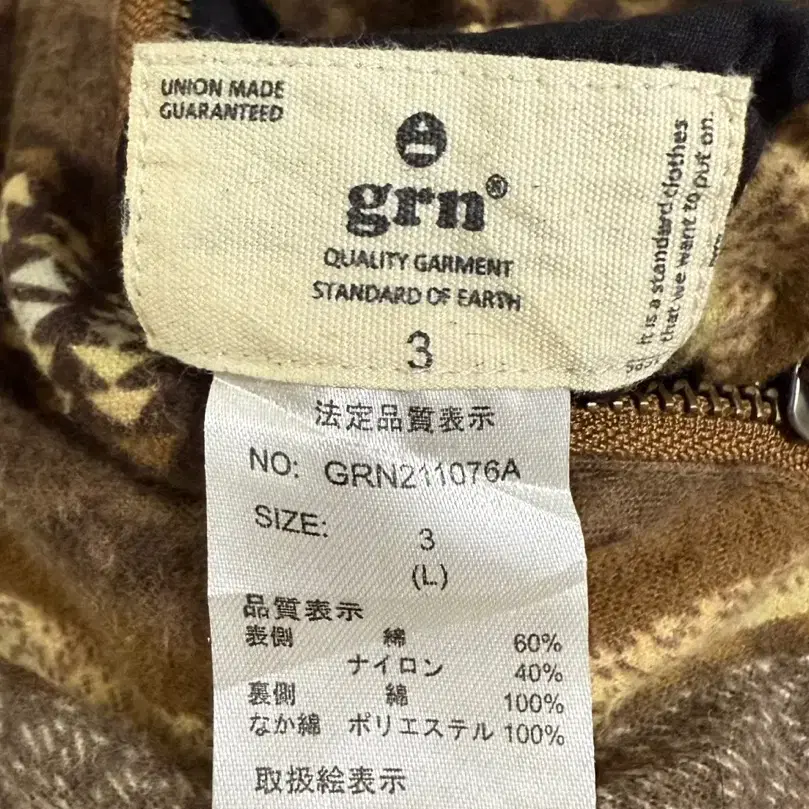 UNION MADE
GUARANTEED
grn®
QUALITY GARMENT
STANDARD OF EARTH
3
It is a standard clothes
that we want to put on.
法定品質表示
NO: GRN211076A
SIZE: 3
(L)
品質表示
表側 綿 60%
ナイロン 40%
裏側 綿 100%
なか綿 ポリエステル 100%
取扱絵表示